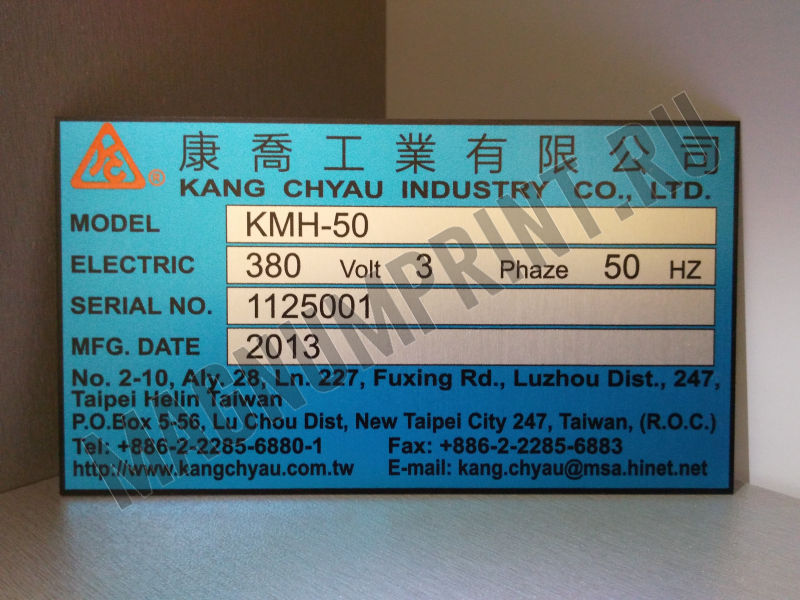 康喬工業有限公司
® KANG CHYAU INDUSTRY CO., LTD.
MODEL KMH-50
ELECTRIC 380 Volt 3 Phaze 50 HZ
SERIAL NO. 1125001
MFG. DATE 2013
No. 2-10, Aly. 28, Ln. 227, Fuxing Rd., Luzhou Dist., 247,
Taipei Helin Taiwan
P.O.Box 5-56, Lu Chou Dist, New Taipei City 247, Taiwan, (R.O.C.)
Tel: +886-2-2285-6880-1 Fax: +886-2-2285-6883
http://www.kangchyau.com.tw E-mail: kang.chyau@msa.hinet.net
MAGNUMPRINT.RU